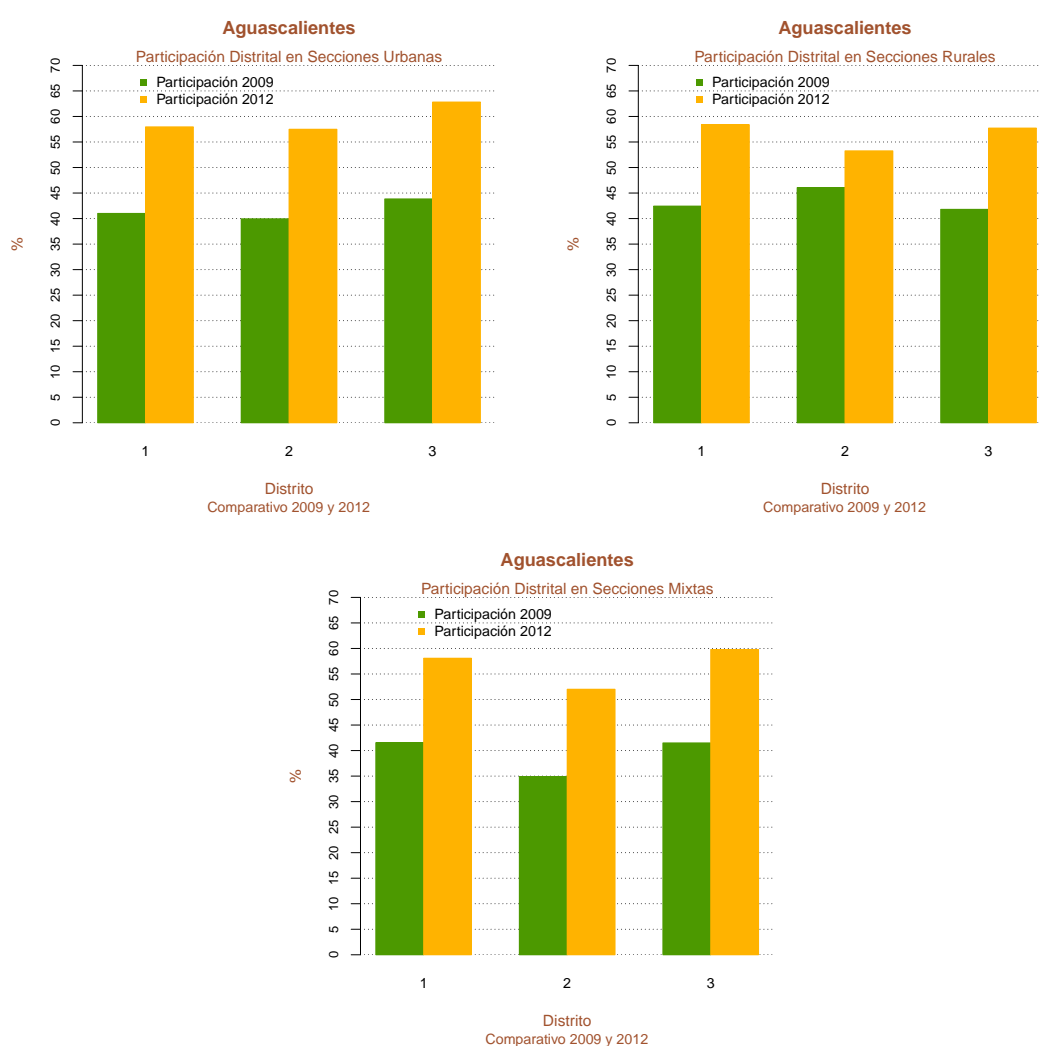 Aguascalientes
Participación Distrital en Secciones Urbanas
Participación 2009
Participación 2012
70
65
60
55
50
45
40
35
30
25
20
15
10
5
0
%
1 2 3
Distrito
Comparativo 2009 y 2012
Aguascalientes
Participación Distrital en Secciones Rurales
Participación 2009
Participación 2012
70
65
60
55
50
45
40
35
30
25
20
15
10
5
0
%
1 2 3
Distrito
Comparativo 2009 y 2012
Aguascalientes
Participación Distrital en Secciones Mixtas
Participación 2009
Participación 2012
70
65
60
55
50
45
40
35
30
25
20
15
10
5
0
%
1 2 3
Distrito
Comparativo 2009 y 2012